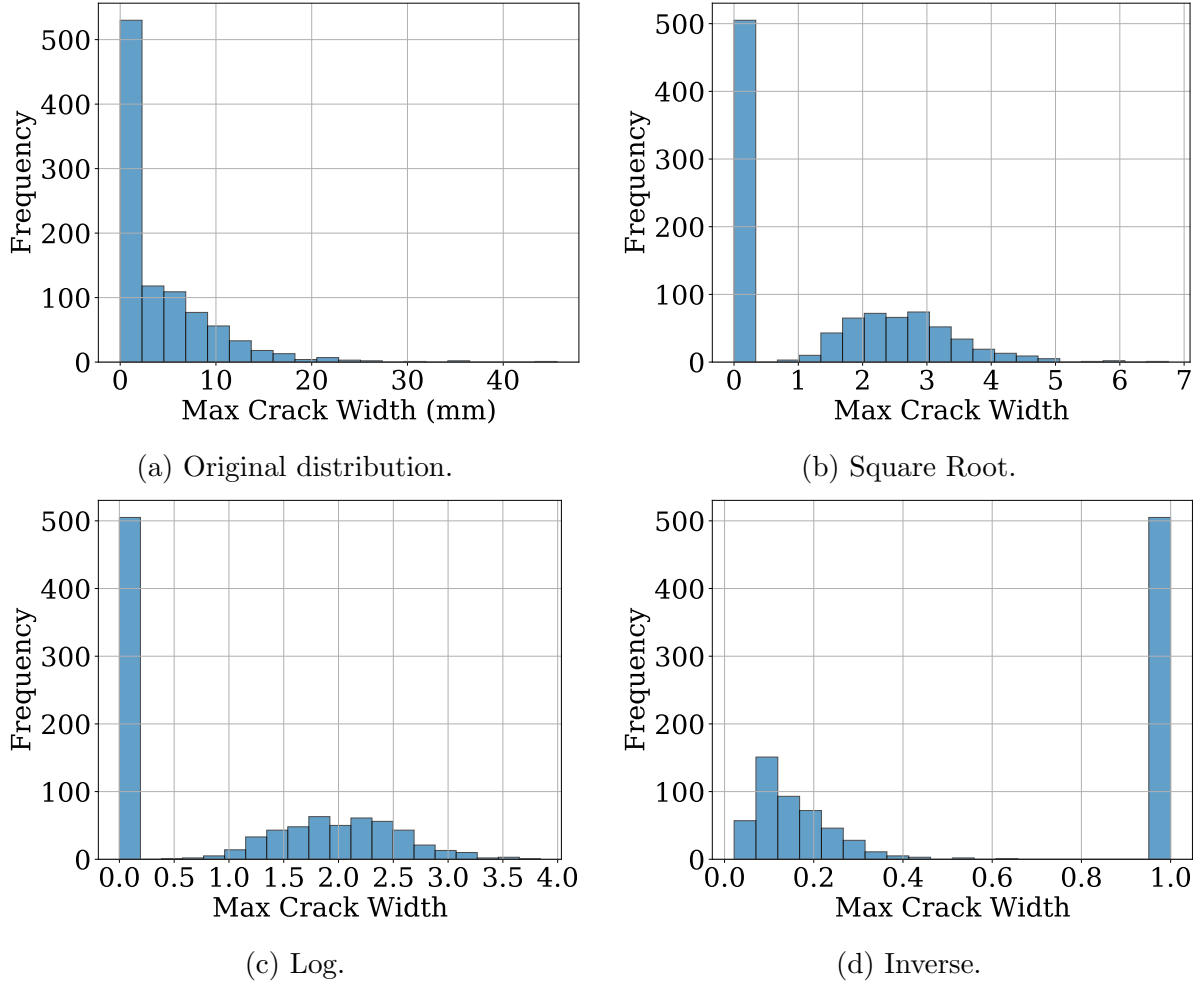 500
400
300
200
100
0
Frequency
0 10 20 30 40
Max Crack Width (mm)
(a) Original distribution.
500
400
300
200
100
0
Frequency
0 1 2 3 4 5 6 7
Max Crack Width
(b) Square Root.
500
400
300
200
100
0
Frequency
0.0 0.5 1.0 1.5 2.0 2.5 3.0 3.5 4.0
Max Crack Width
(c) Log.
500
400
300
200
100
0
Frequency
0.0 0.2 0.4 0.6 0.8 1.0
Max Crack Width
(d) Inverse.